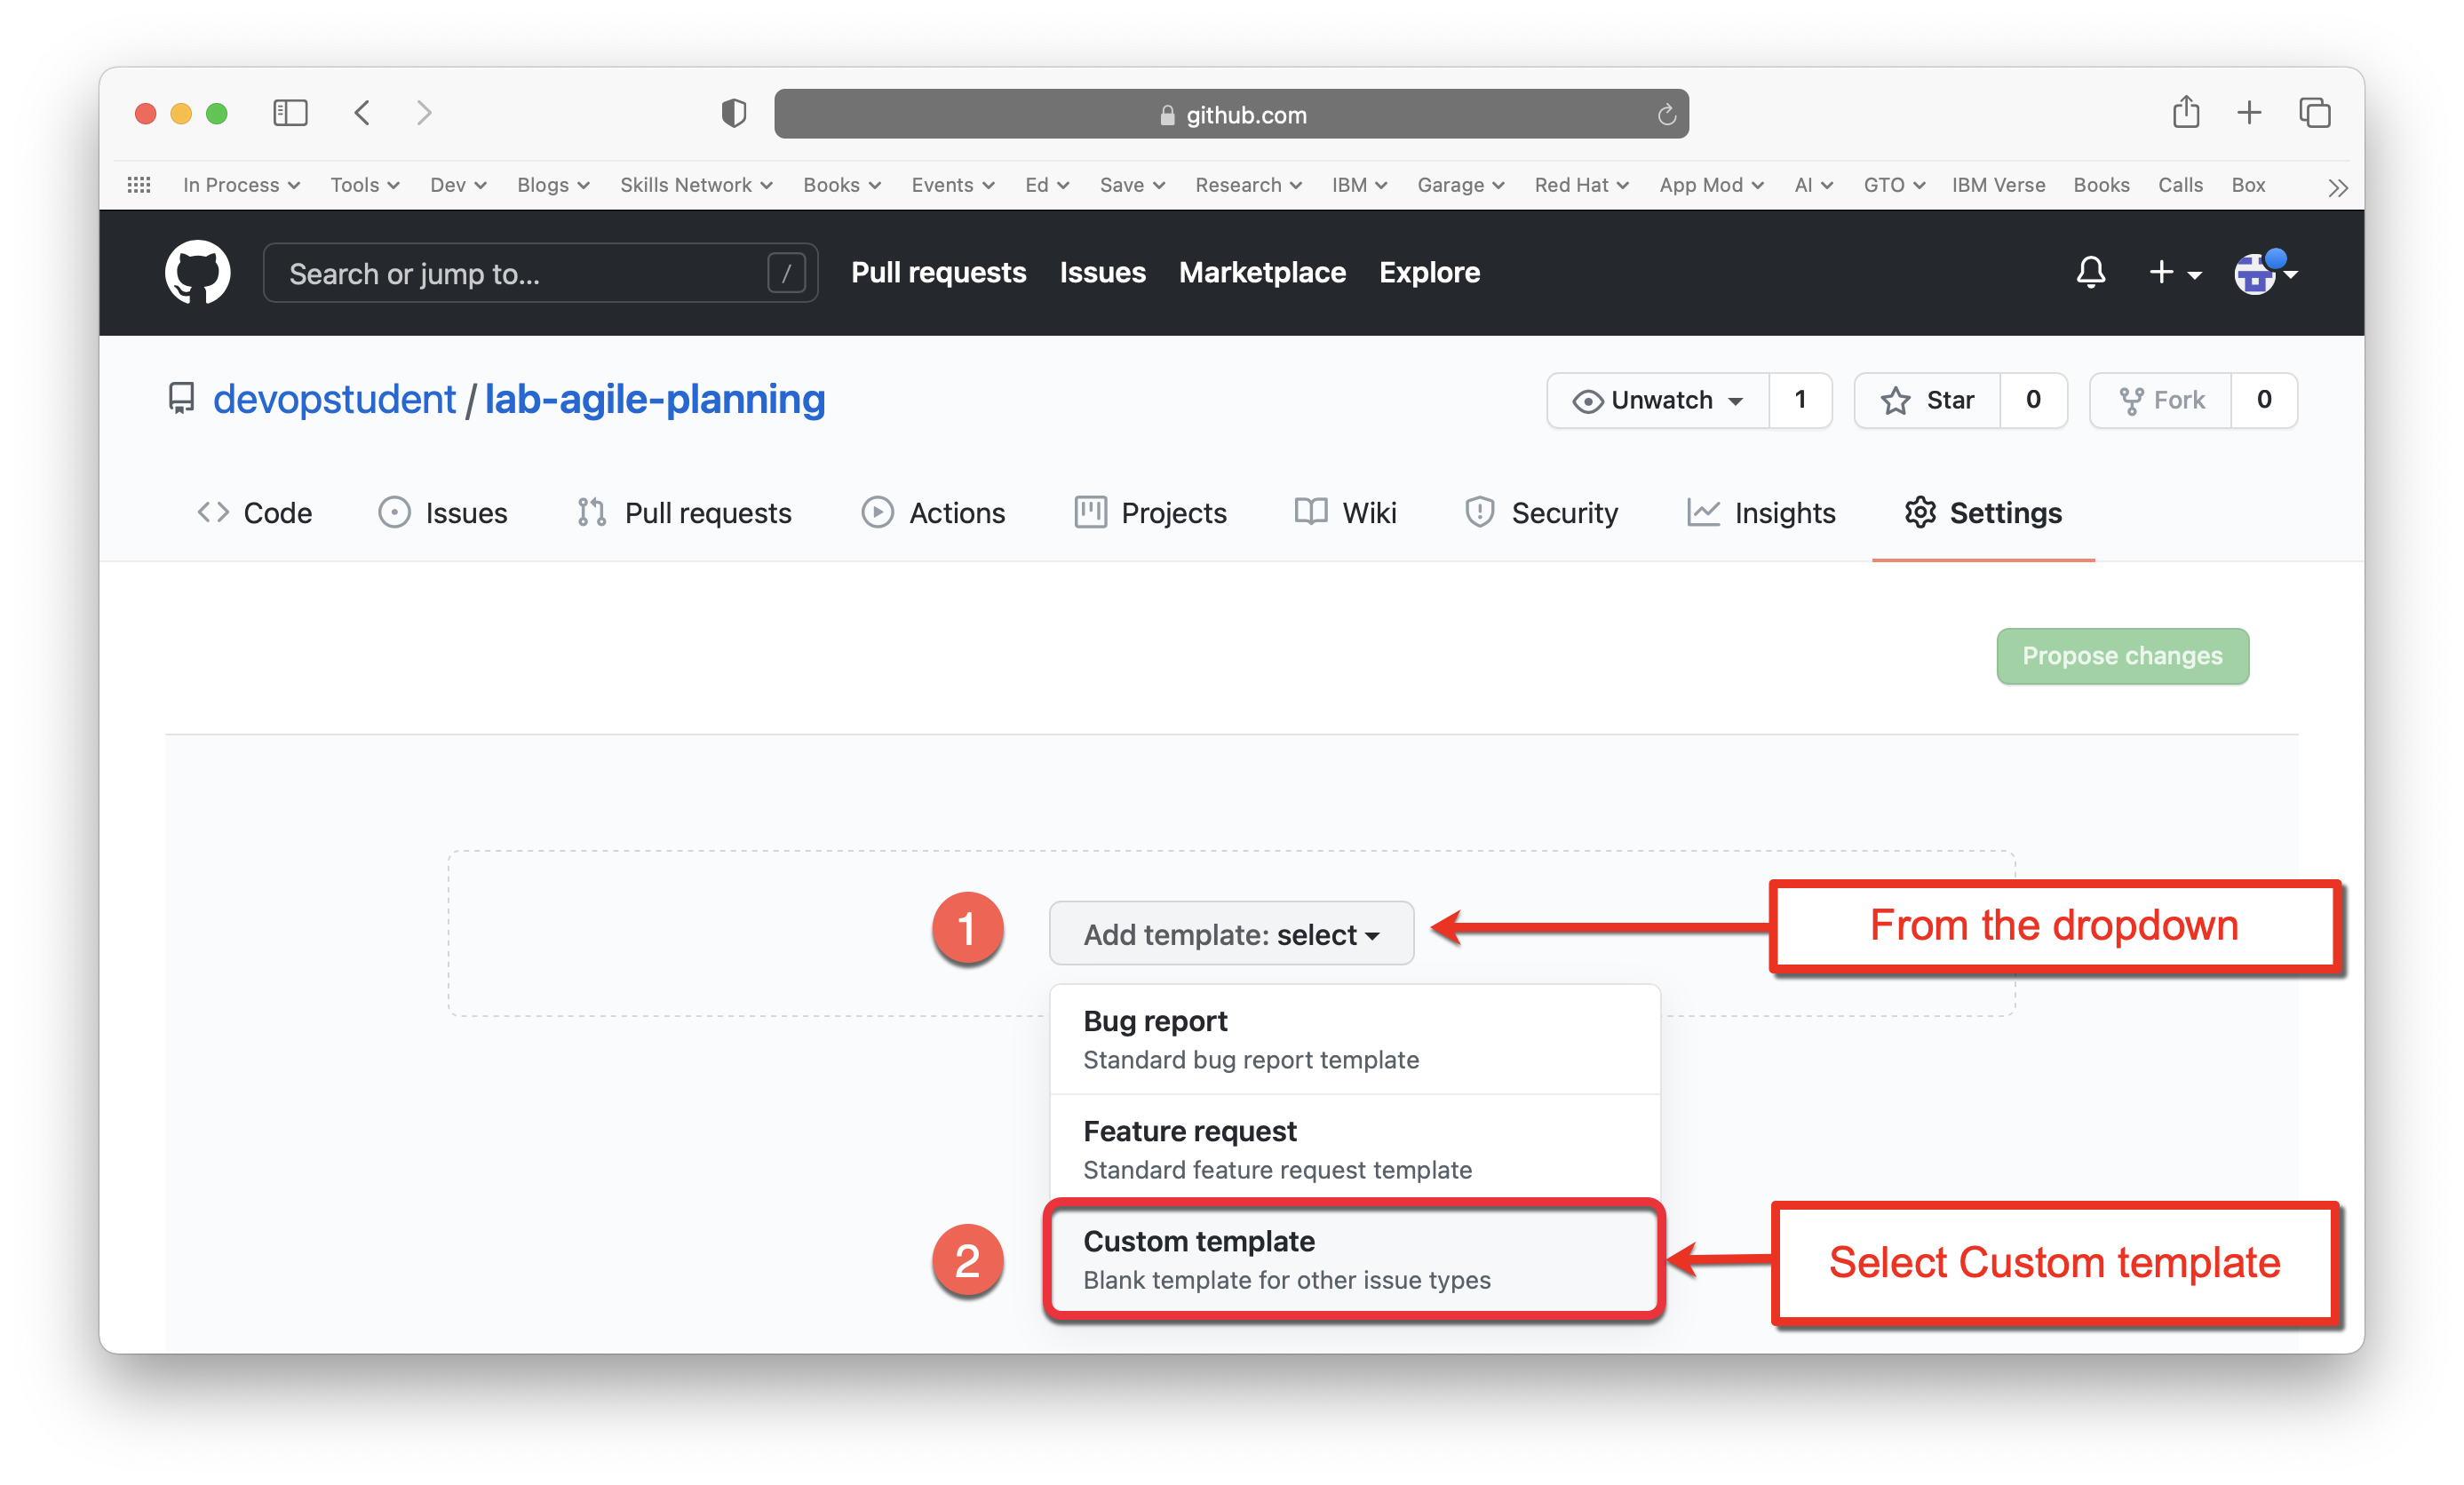 github.com
In Process Tools Dev Blogs Skills Network Books Events Ed Save Research IBM Garage Red Hat App Mod AI GTO IBM Verse Books Calls Box
Search or jump to... / Pull requests Issues Marketplace Explore
devopstudent / lab-agile-planning Unwatch 1 Star 0 Fork 0
Code Issues Pull requests Actions Projects Wiki Security Insights Settings
Propose changes
1 Add template: select From the dropdown
Bug report
Standard bug report template
Feature request
Standard feature request template
2 Custom template Select Custom template
Blank template for other issue types